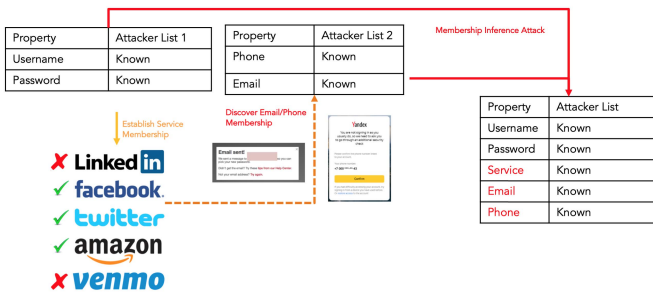 Property Attacker List 1
Username Known
Password Known
Property Attacker List 2
Phone Known
Email Known
Membership Inference Attack
Establish Service
Membership
Discover Email/Phone
Membership
Email sent!
Yandex
Linked in
facebook.
twitter
amazon
venmo
Property Attacker List
Username Known
Password Known
Service Known
Email Known
Phone Known